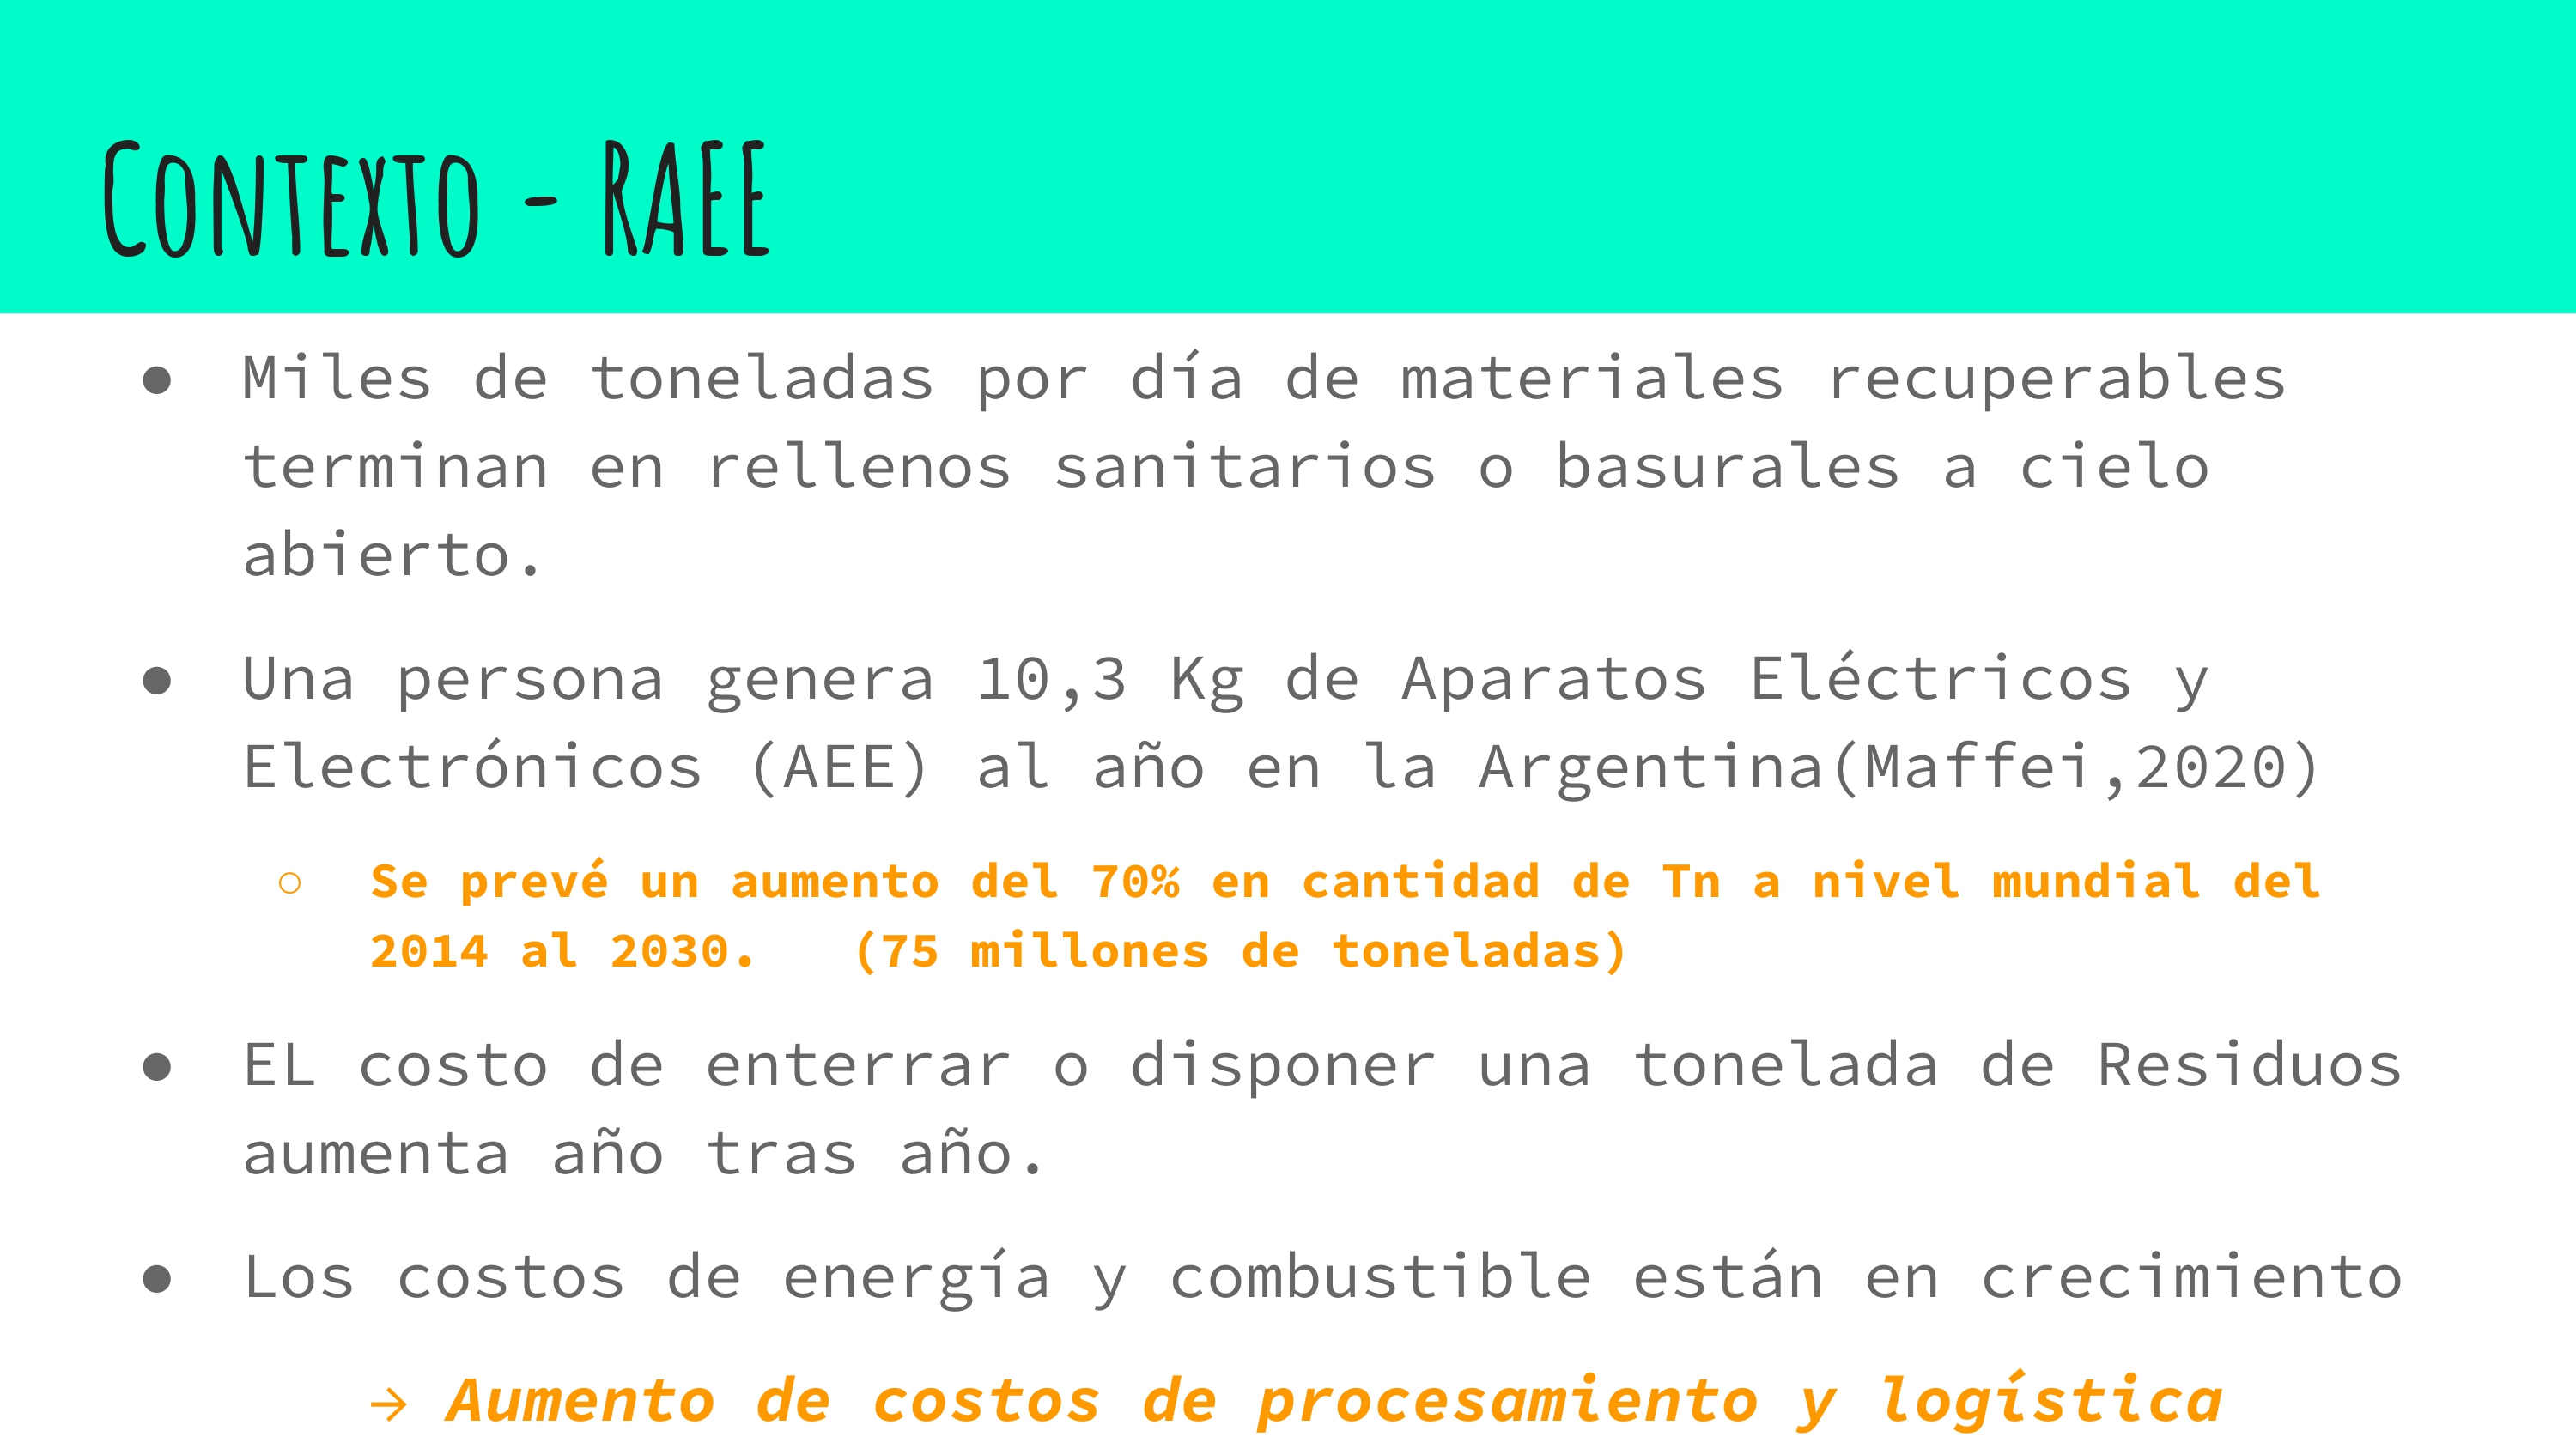 Contexto - RAEE
● Miles de toneladas por día de materiales recuperables
terminan en rellenos sanitarios o basurales a cielo
abierto.
● Una persona genera 10,3 Kg de Aparatos Eléctricos y
Electrónicos (AEE) al año en la Argentina(Maffei,2020)
○ Se prevé un aumento del 70% en cantidad de Tn a nivel mundial del
2014 al 2030.   (75 millones de toneladas)
● EL costo de enterrar o disponer una tonelada de Residuos
aumenta año tras año.
● Los costos de energía y combustible están en crecimiento
→ Aumento de costos de procesamiento y logística